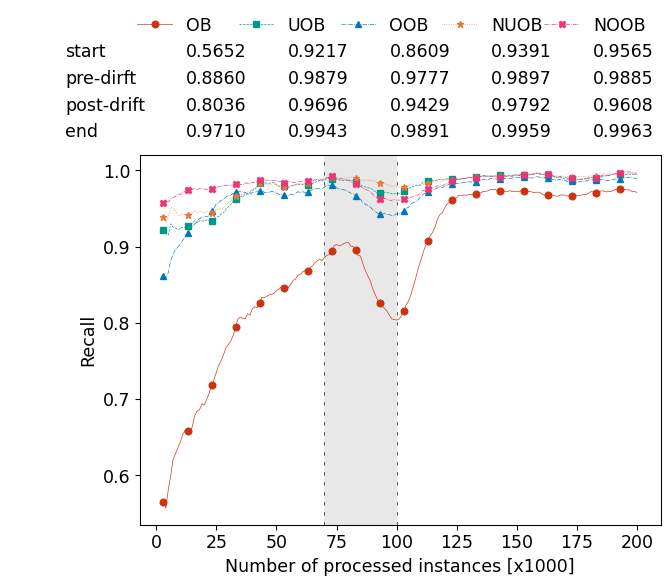 OB UOB OOB NUOB NOOB
start 0.5652 0.9217 0.8609 0.9391 0.9565
pre-dirft 0.8860 0.9879 0.9777 0.9897 0.9885
post-drift 0.8036 0.9696 0.9429 0.9792 0.9608
end 0.9710 0.9943 0.9891 0.9959 0.9963
1.0
0.9
0.8
0.7
0.6
Recall
0 25 50 75 100 125 150 175 200
Number of processed instances [x1000]